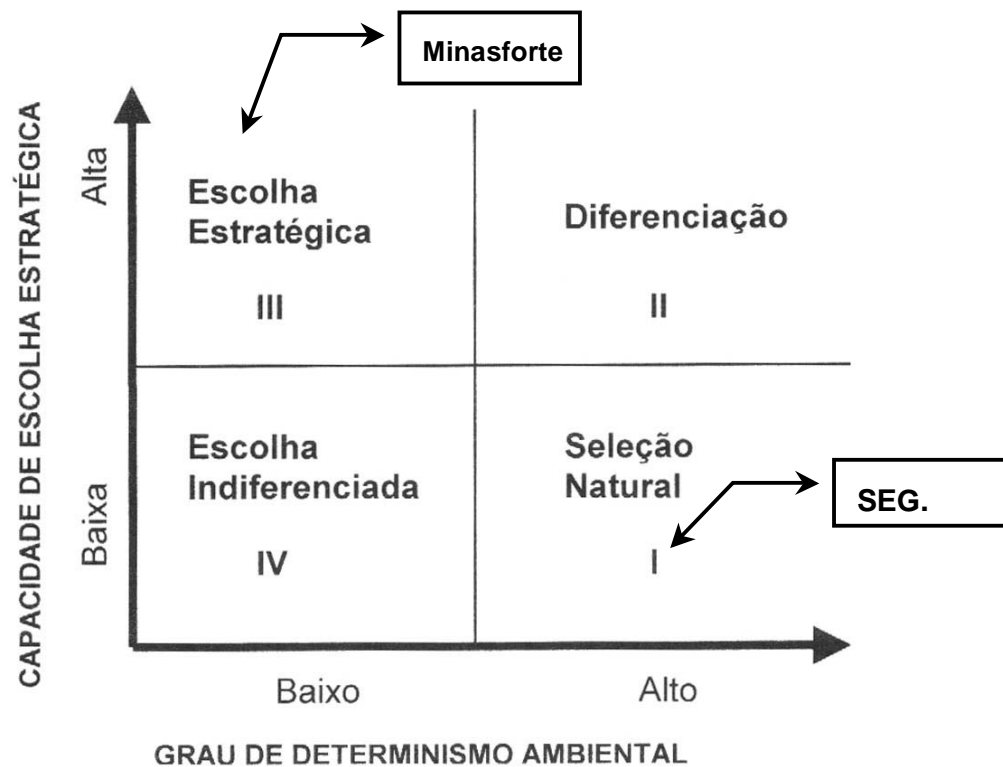 Minasforte
CAPACIDADE DE ESCOLHA ESTRATÉGICA
Alta
Baixa
Escolha
Estratégica
III
Diferenciação
II
Escolha
Indiferenciada
IV
Seleção
Natural
I
SEG.
Baixo
Alto
GRAU DE DETERMINISMO AMBIENTAL